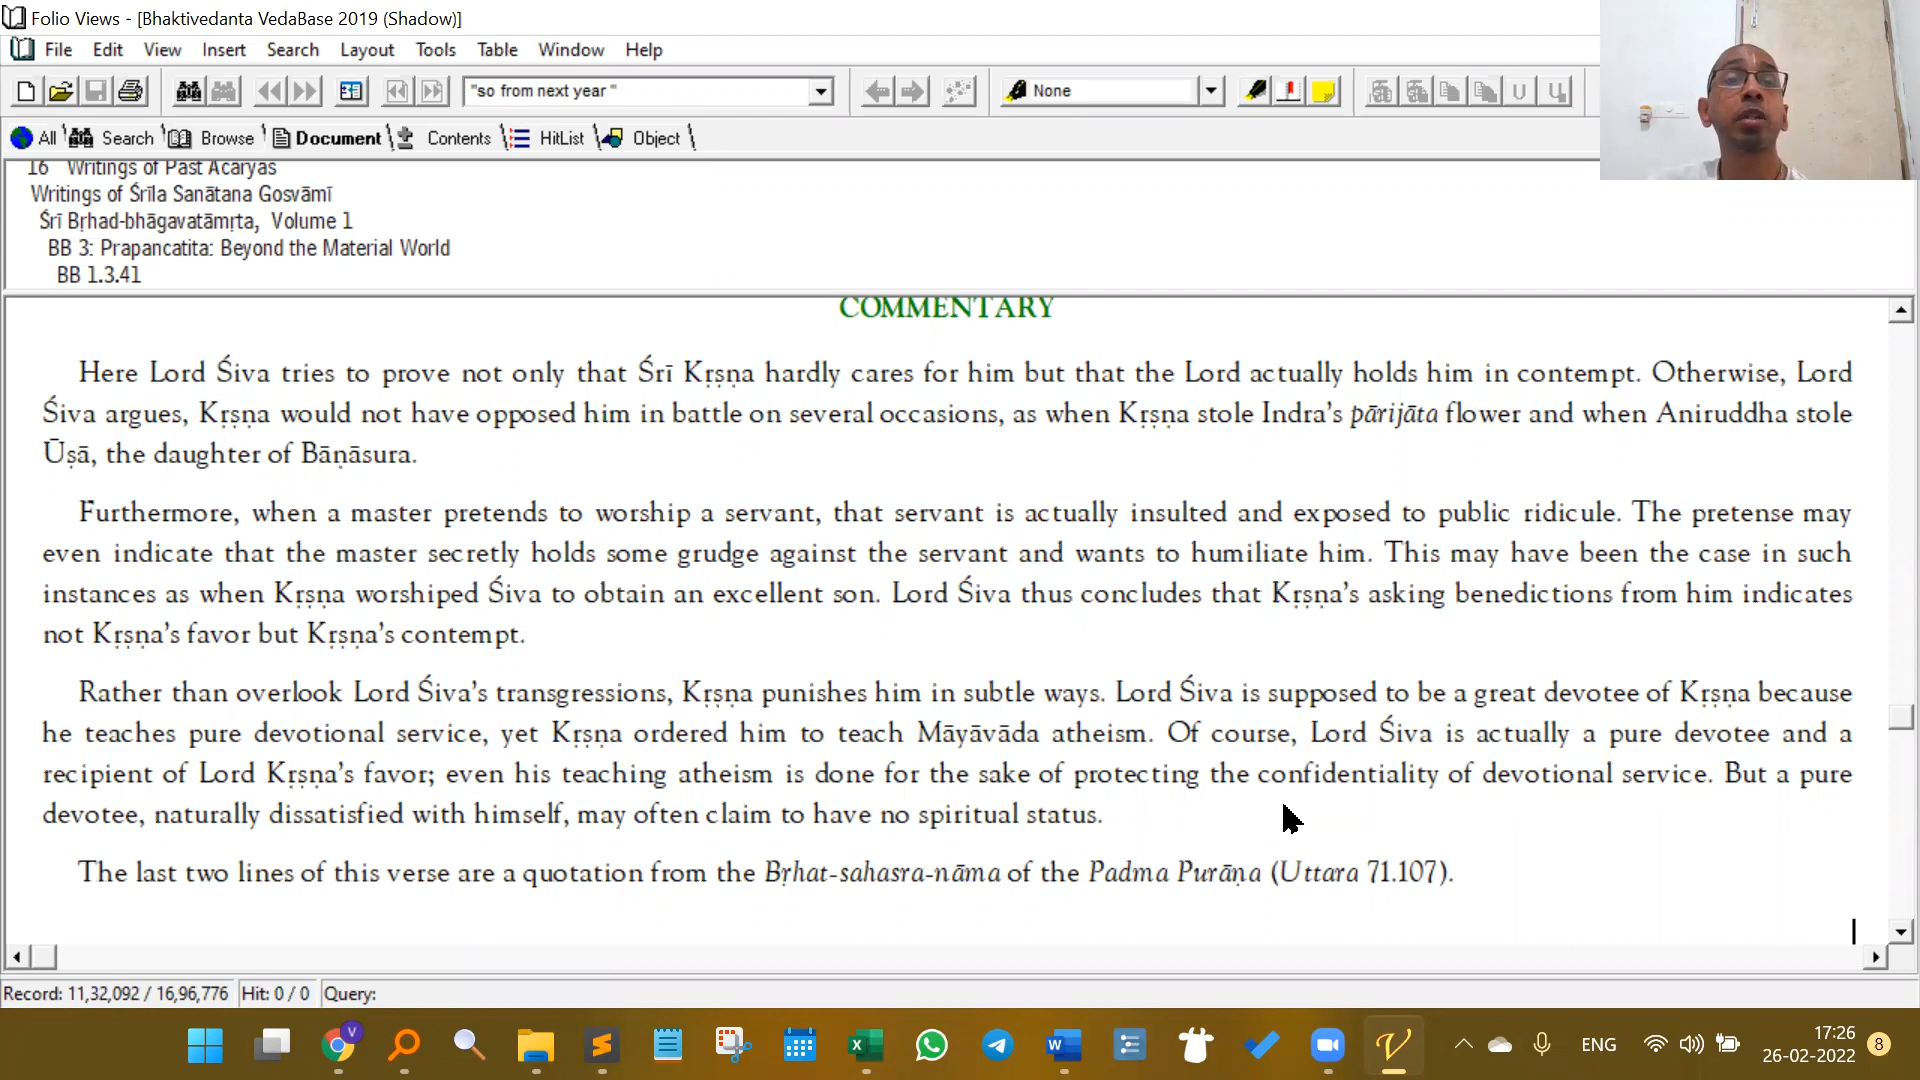 Folio Views - [Bhaktivedanta VedaBase 2019 (Shadow)]
File Edit View Insert Search Layout Tools Table Window Help
"so from next year "
None
All Search Browse Document Contents HitList Object
16 Writings of Past Acaryas
Writings of Śrīla Sanātana Gosvāmī
Śrī Bṛhad-bhāgavatāmṛta, Volume 1
BB 3: Prapancatita: Beyond the Material World
BB 1.3.41
COMMENTARY
Here Lord Śiva tries to prove not only that Śrī Kṛṣṇa hardly cares for him but that the Lord actually holds him in contempt. Otherwise, Lord
Śiva argues, Kṛṣṇa would not have opposed him in battle on several occasions, as when Kṛṣṇa stole Indra’s pārijāta flower and when Aniruddha stole
Ūṣā, the daughter of Bāṇāsura.
Furthermore, when a master pretends to worship a servant, that servant is actually insulted and exposed to public ridicule. The pretense may
even indicate that the master secretly holds some grudge against the servant and wants to humiliate him. This may have been the case in such
instances as when Kṛṣṇa worshiped Śiva to obtain an excellent son. Lord Śiva thus concludes that Kṛṣṇa’s asking benedictions from him indicates
not Kṛṣṇa’s favor but Kṛṣṇa’s contempt.
Rather than overlook Lord Śiva’s transgressions, Kṛṣṇa punishes him in subtle ways. Lord Śiva is supposed to be a great devotee of Kṛṣṇa because
he teaches pure devotional service, yet Kṛṣṇa ordered him to teach Māyāvāda atheism. Of course, Lord Śiva is actually a pure devotee and a
recipient of Lord Kṛṣṇa’s favor; even his teaching atheism is done for the sake of protecting the confidentiality of devotional service. But a pure
devotee, naturally dissatisfied with himself, may often claim to have no spiritual status.
The last two lines of this verse are a quotation from the Bṛhat-sahasra-nāma of the Padma Purāṇa (Uttara 71.107).
Record: 11,32,092 / 16,96,776 Hit: 0 / 0 Query:
V
ENG
17:26
26-02-2022
8